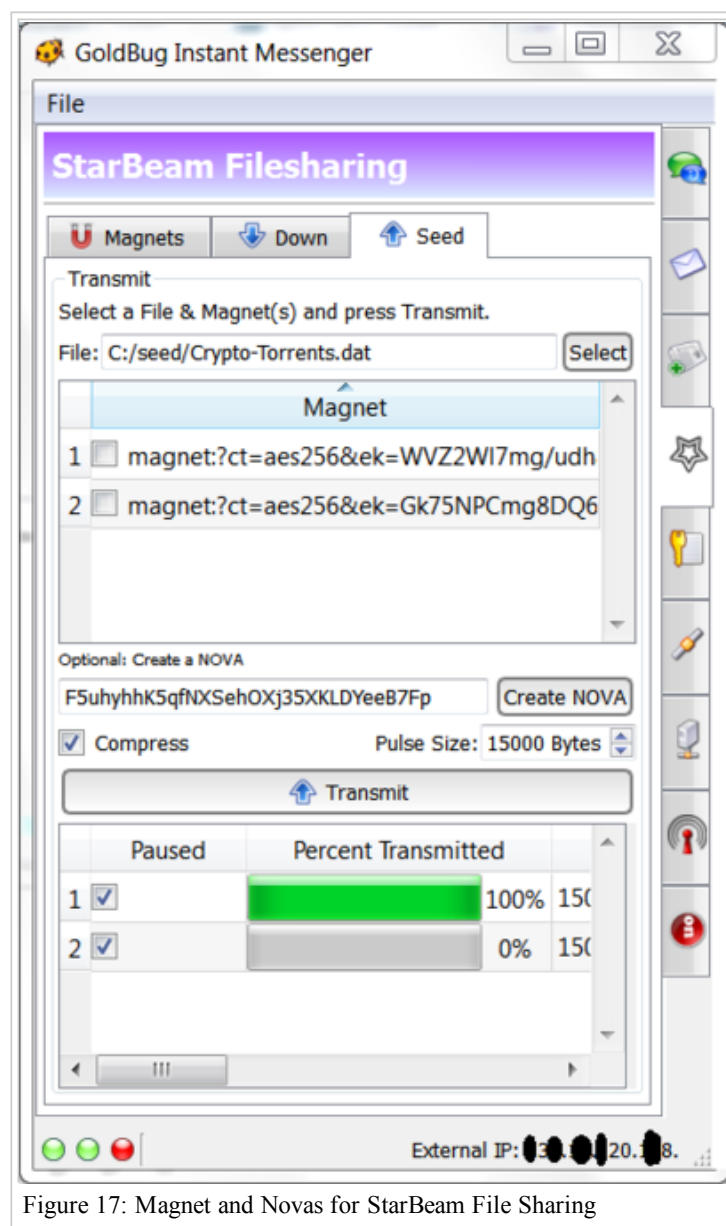 GoldBug Instant Messenger
File
StarBeam Filesharing
Magnets Down Seed
Transmit
Select a File & Magnet(s) and press Transmit.
File: C:/seed/Crypto-Torrents.dat Select
Magnet
1 magnet:?ct=aes256&ek=WVZ2WI7mg/udh
2 magnet:?ct=aes256&ek=Gk75NPCmg8DQ6
Optional: Create a NOVA
F5uhyhhK5qfNXSehOXj35XKLDYeeB7Fp Create NOVA
Compress Pulse Size: 15000 Bytes
Transmit
Paused Percent Transmitted
1 100% 150
2 0% 150
External IP:
Figure 17: Magnet and Novas for StarBeam File Sharing